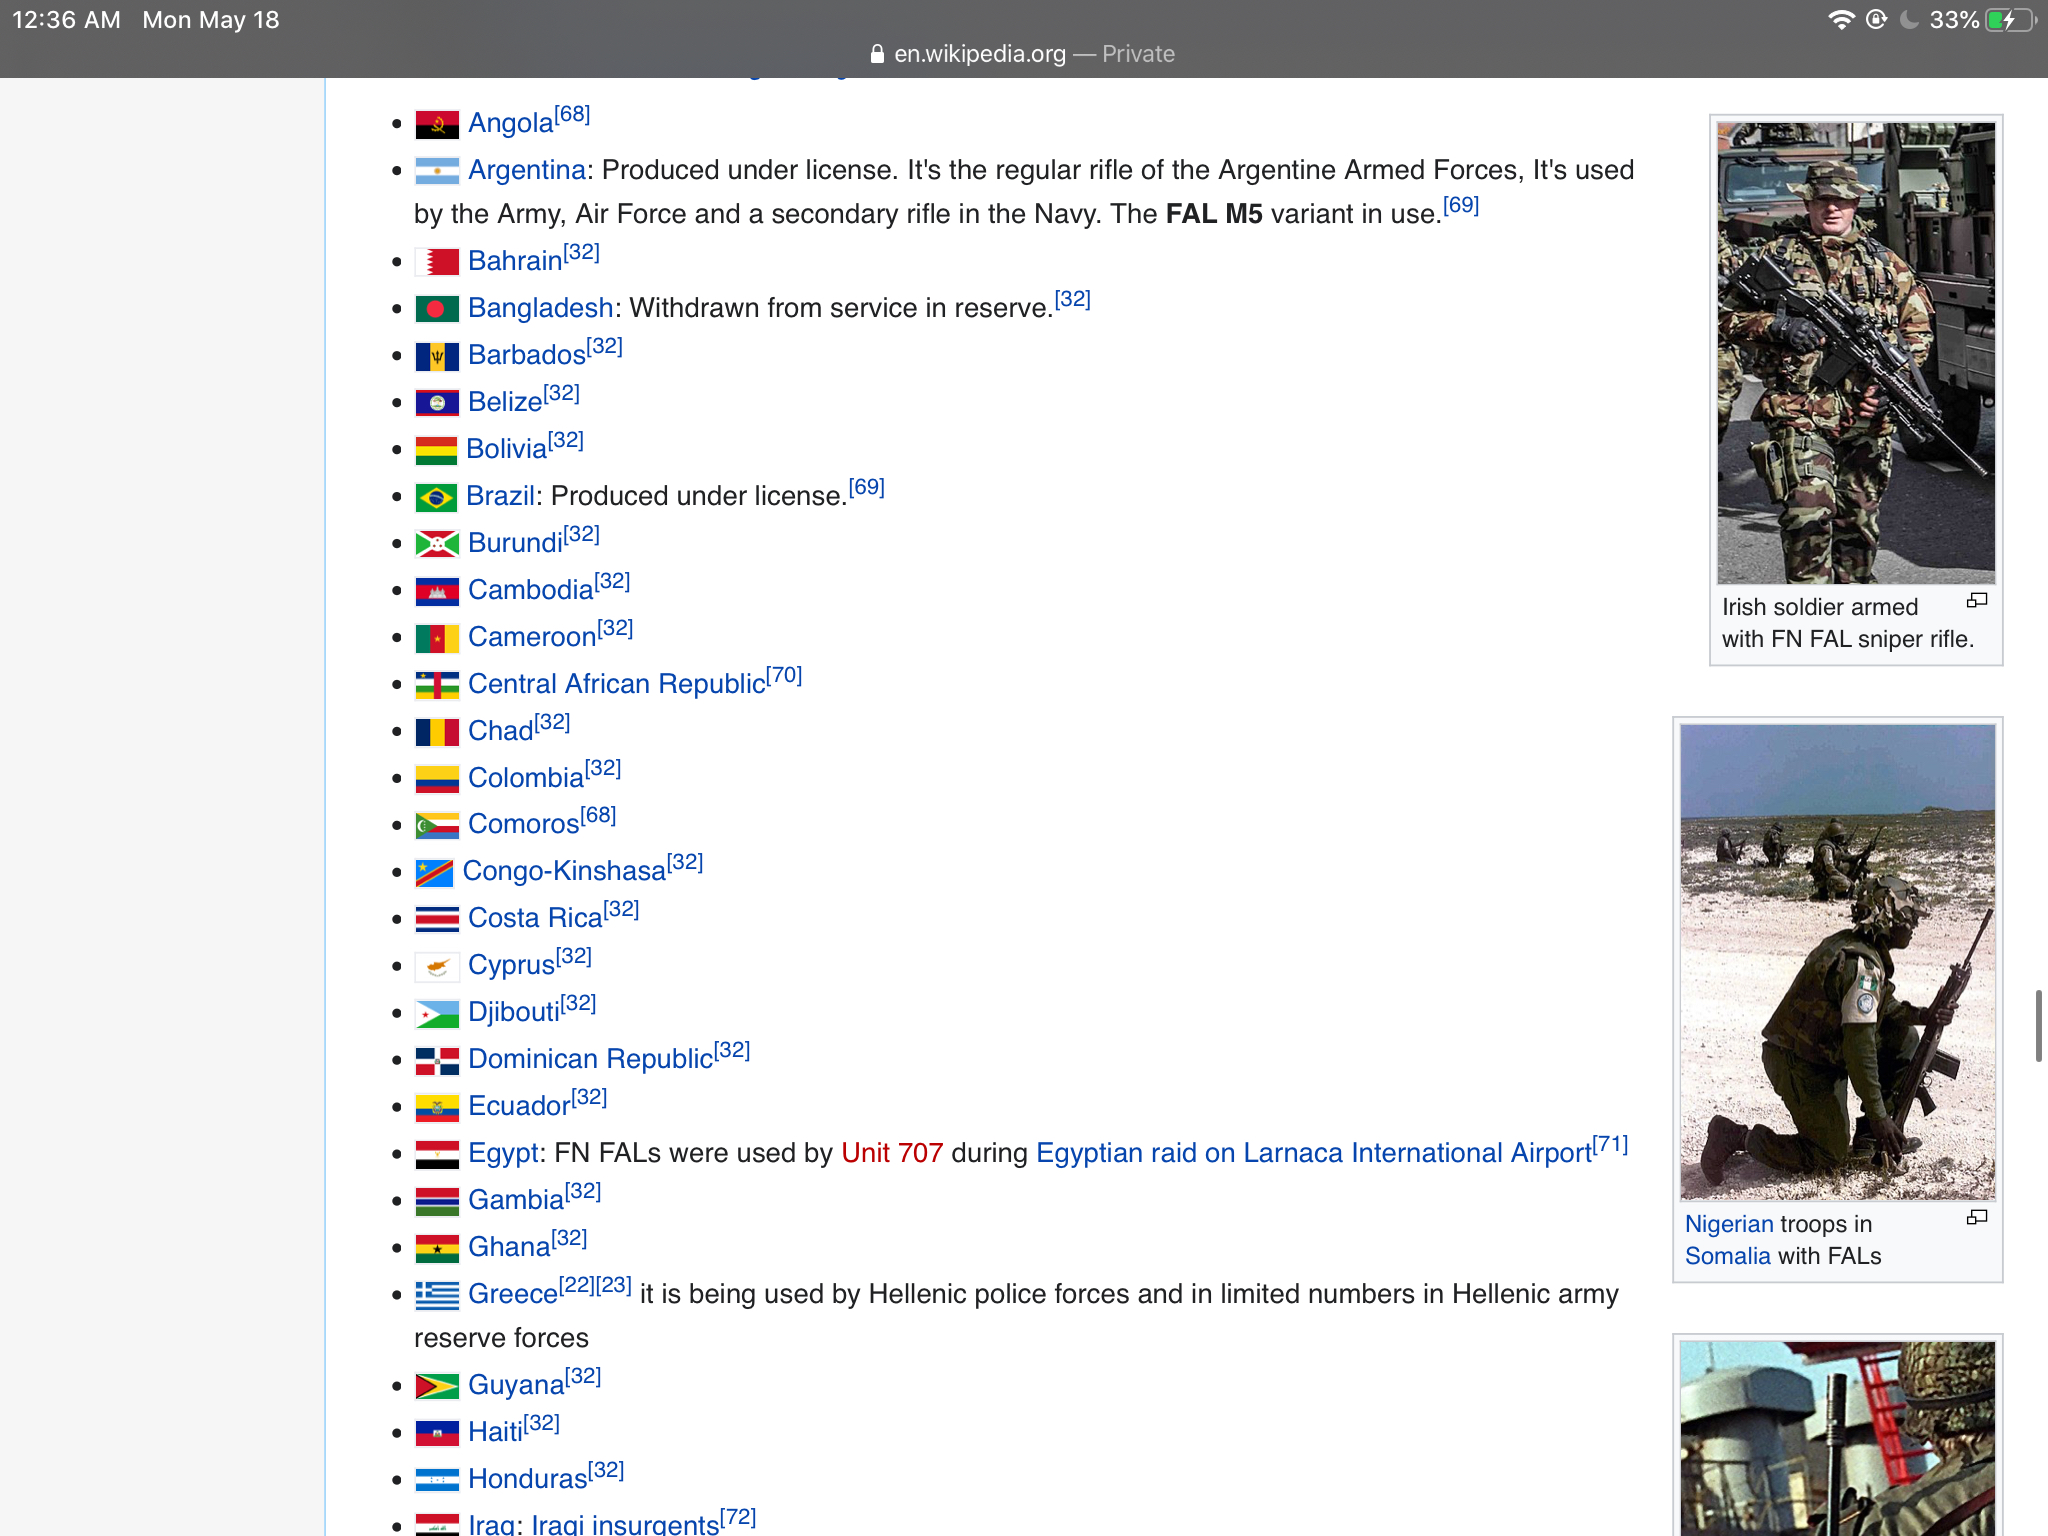 12:36 AM Mon May 18
33%
en.wikipedia.org — Private
Angola[68]
Argentina: Produced under license. It's the regular rifle of the Argentine Armed Forces, It's used
by the Army, Air Force and a secondary rifle in the Navy. The FAL M5 variant in use.[69]
Bahrain[32]
Bangladesh: Withdrawn from service in reserve.[32]
Barbados[32]
Belize[32]
Bolivia[32]
Brazil: Produced under license.[69]
Burundi[32]
Cambodia[32]
Cameroon[32]
Central African Republic[70]
Chad[32]
Colombia[32]
Comoros[68]
Congo-Kinshasa[32]
Costa Rica[32]
Cyprus[32]
Djibouti[32]
Dominican Republic[32]
Ecuador[32]
Egypt: FN FALs were used by Unit 707 during Egyptian raid on Larnaca International Airport[71]
Gambia[32]
Ghana[32]
Greece[22][23] it is being used by Hellenic police forces and in limited numbers in Hellenic army
reserve forces
Guyana[32]
Haiti[32]
Honduras[32]
Iraq: Iraqi insurgents[72]
Irish soldier armed
with FN FAL sniper rifle.
Nigerian troops in
Somalia with FALs